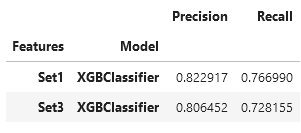 Precision Recall
Features Model
Set1 XGBClassifier 0.822917 0.766990
Set3 XGBClassifier 0.806452 0.728155